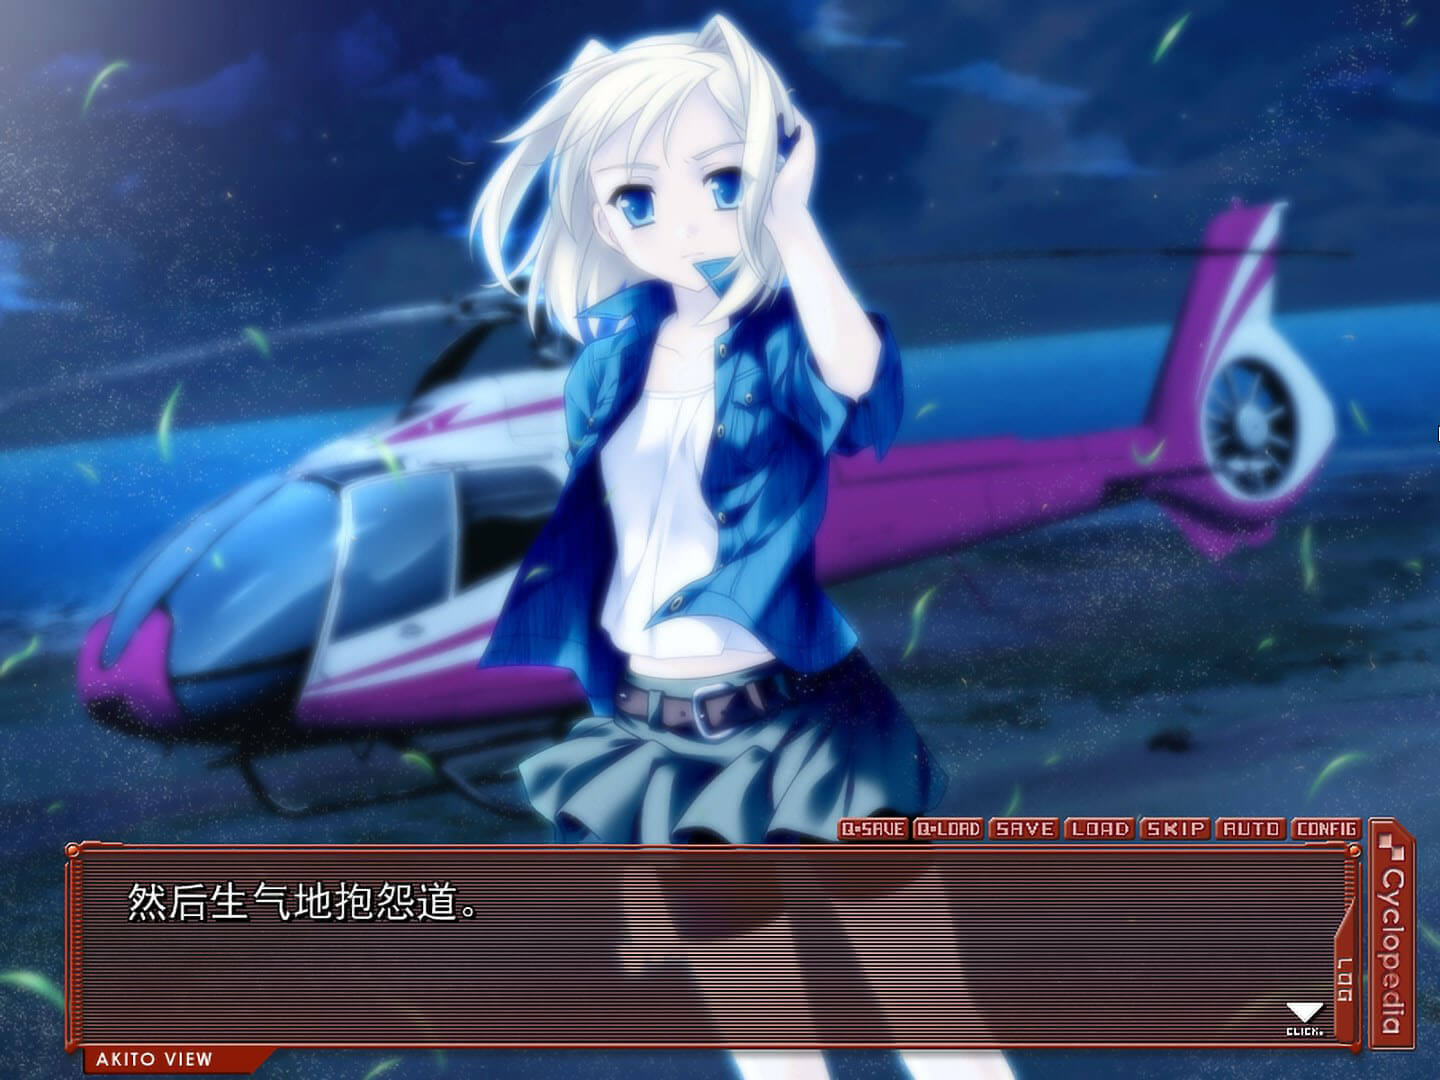 Q-SAVE Q-LOAD SAVE LOAD SKIP AUTO CONFIG
然后生气地抱怨道。
Cyclopedia
LOG
CLICK.
AKITO VIEW